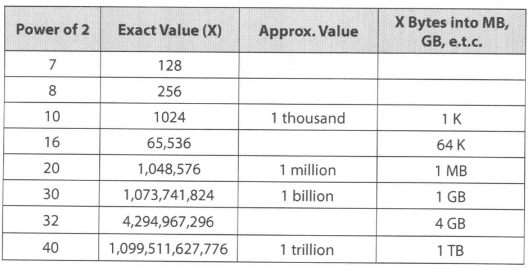 Power of 2 Exact Value (X) Approx. Value X Bytes into MB,
GB, e.t.c.
7 128
8 256
10 1024 1 thousand 1 K
16 65,536 64 K
20 1,048,576 1 million 1 MB
30 1,073,741,824 1 billion 1 GB
32 4,294,967,296 4 GB
40 1,099,511,627,776 1 trillion 1 TB